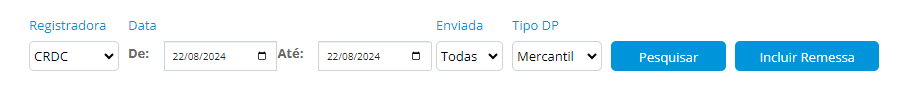 Registradora Data Enviada Tipo DP
CRDC De: 22/08/2024 Até: 22/08/2024 Todas Mercantil Pesquisar Incluir Remessa